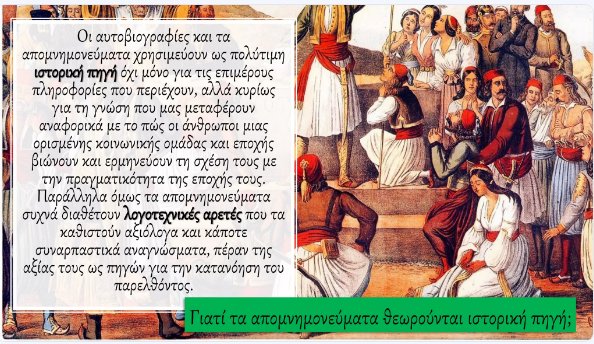 Οι αυτοβιογραφίες και τα
απομνημονεύματα χρησιμεύουν ως πολύτιμη
ιστορική πηγή όχι μόνο για τις επιμέρους
πληροφορίες που περιέχουν, αλλά κυρίως
για τη γνώση που μας μεταφέρουν
αναφορικά με το πώς οι άνθρωποι μιας
ορισμένης κοινωνικής ομάδας και εποχής
βιώνουν και ερμηνεύουν τη σχέση τους με
την πραγματικότητα της εποχής τους.
Παράλληλα όμως τα απομνημονεύματα
συχνά διαθέτουν λογοτεχνικές αρετές που τα
καθιστούν αξιόλογα και κάποτε
συναρπαστικά αναγνώσματα, πέραν της
αξίας τους ως πηγών για την κατανόηση του
παρελθόντος.
Γιατί τα απομνημονεύματα θεωρούνται ιστορική πηγή;